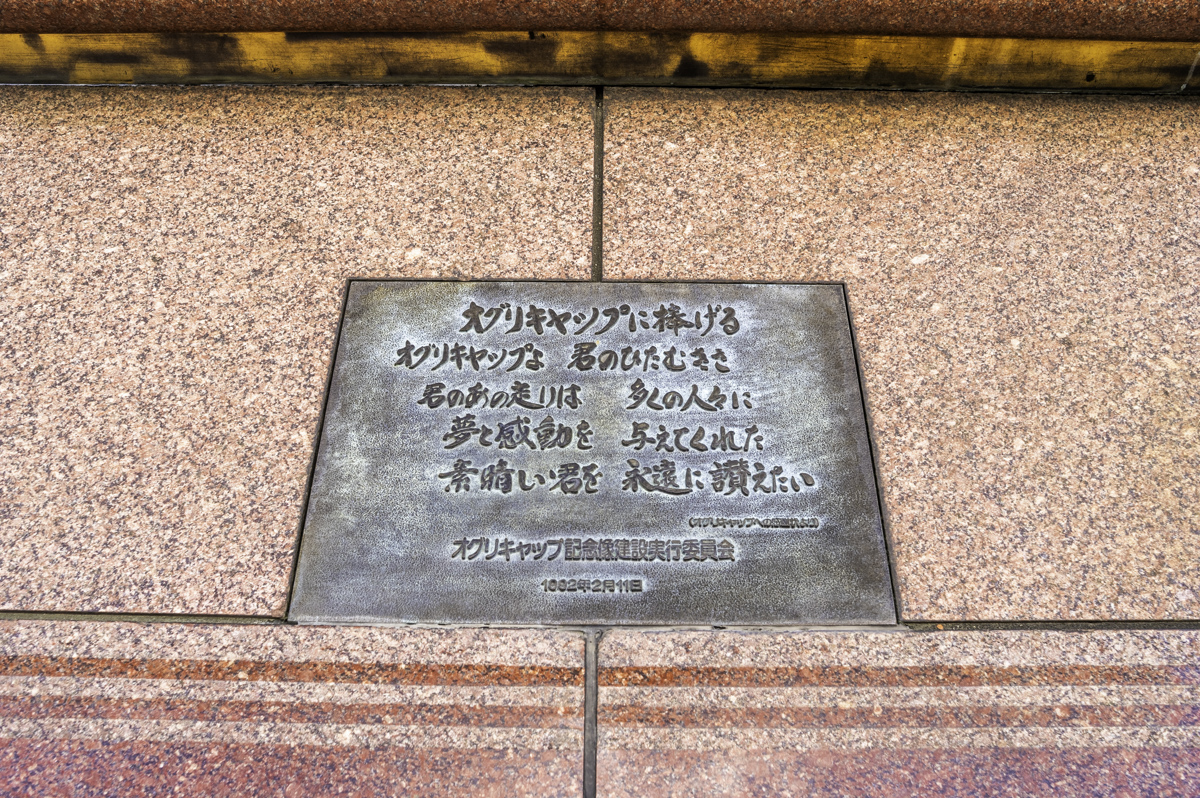 オグリキャップに捧げる
オグリキャップよ 君のひたむきさ
君のあの走りは 多くの人々に
夢と感動を 与えてくれた
素晴しい君を 永遠に讃えたい
オグリキャップ記念像建設実行委員会
1992年2月11日